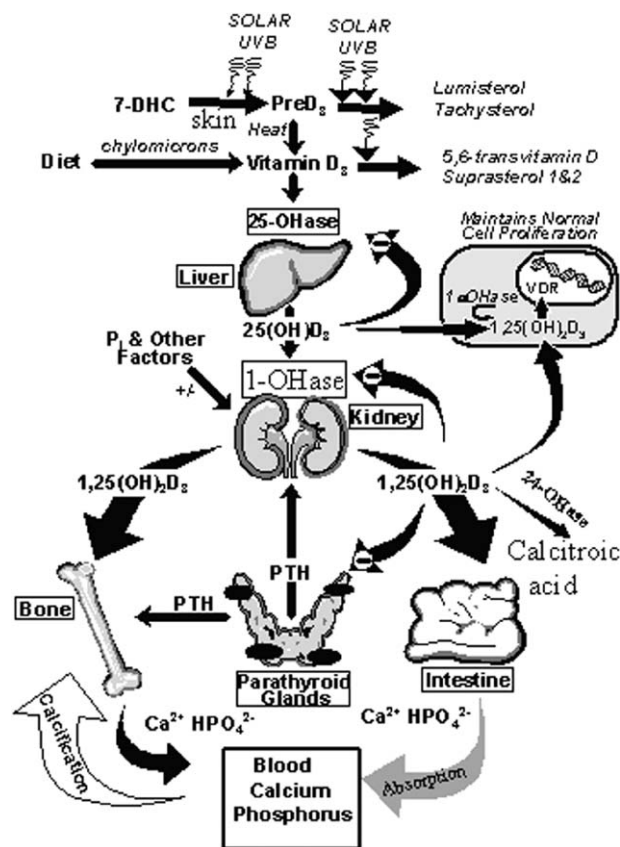 SOLAR UVB
SOLAR UVB
7-DHC
skin
PreD₃
Lumisterol
Tachysterol
Heat
Diet
chylomicrons
Vitamin D₃
5,6-transvitamin D
Suprasterol 1&2
25-OHase
Liver
25(OH)D₃
Maintains Normal
Cell Proliferation
VDR
1-αOHase
1,25(OH)₂D₃
Pᵢ & Other
Factors
+/-
1-OHase
Kidney
1,25(OH)₂D₃
1,25(OH)₂D₃
24-OHase
Calcitroic
acid
PTH
PTH
Bone
Parathyroid
Glands
Intestine
Calcification
Ca²⁺ HPO₄²⁻
Ca²⁺ HPO₄²⁻
Absorption
Blood
Calcium
Phosphorus